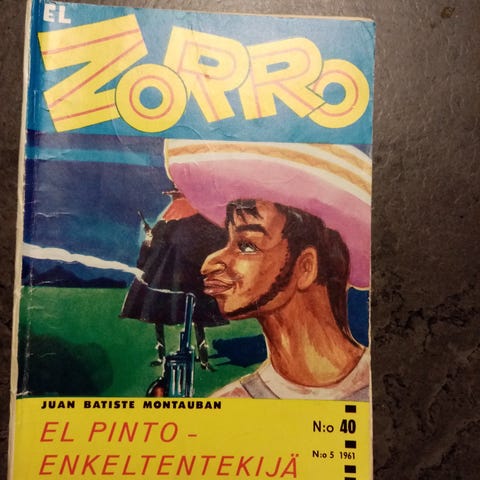 EL
ZORRO
JUAN BATISTE MONTAUBAN
EL PINTO -
ENKELTENTEKIJÄ
N:o 40
N:o 5 1961